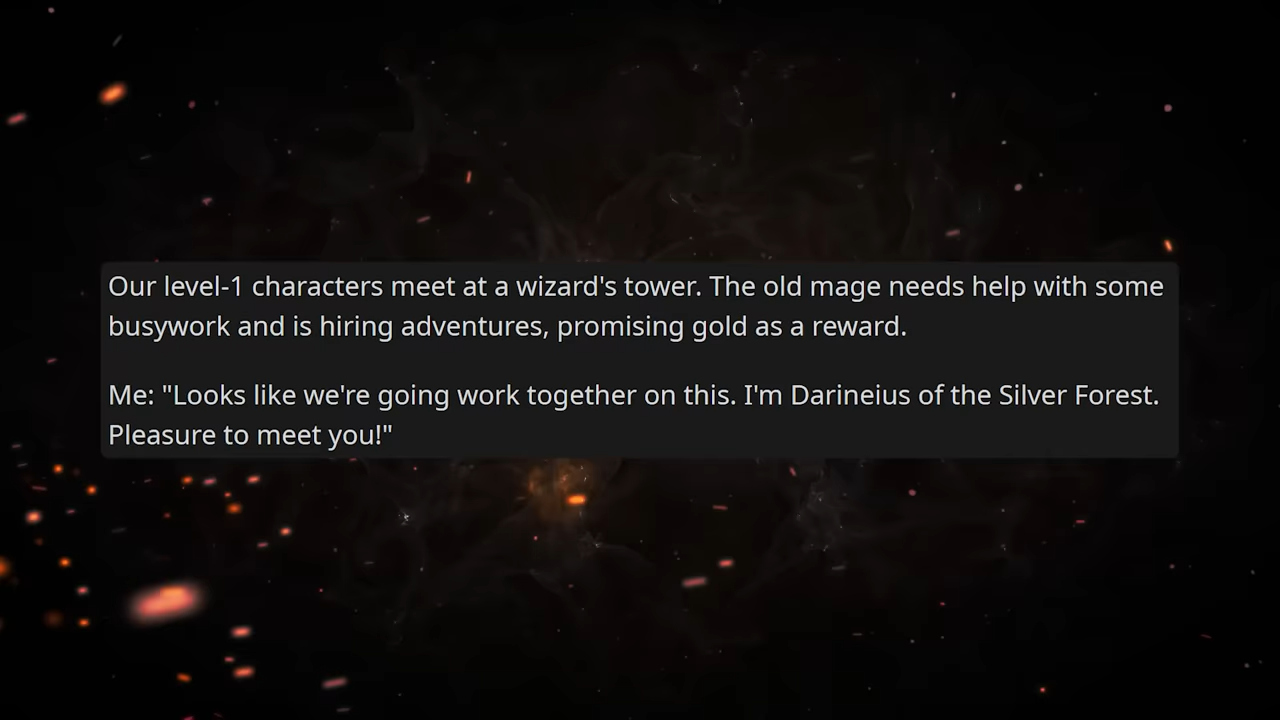 Our level-1 characters meet at a wizard's tower. The old mage needs help with some
busywork and is hiring adventures, promising gold as a reward.
Me: "Looks like we're going work together on this. I'm Darineius of the Silver Forest.
Pleasure to meet you!"